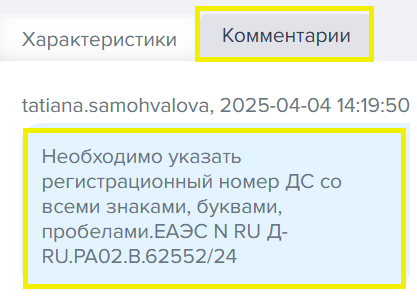 Характеристики
Комментарии
tatiana.samohvalova, 2025-04-04 14:19:50
Необходимо указать
регистрационный номер ДС со
всеми знаками, буквами,
пробелами.ЕАЭС N RU Д-
RU.РА02.В.62552/24